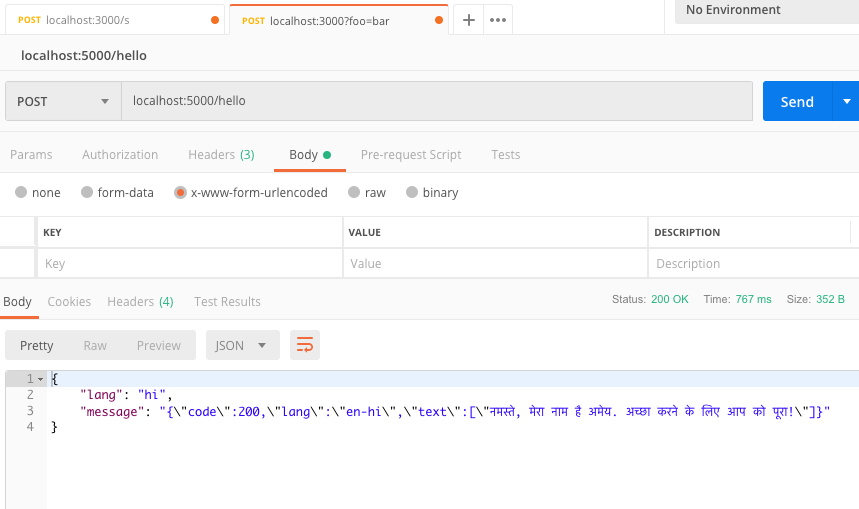 POST localhost:3000/s POST localhost:3000?foo=bar + ••• No Environment
localhost:5000/hello
POST localhost:5000/hello Send
Params Authorization Headers (3) Body Pre-request Script Tests
none form-data x-www-form-urlencoded raw binary
KEY VALUE DESCRIPTION
Key Value Description
Body Cookies Headers (4) Test Results Status: 200 OK Time: 767 ms Size: 352 B
Pretty Raw Preview JSON
1 {
2 "lang": "hi",
3 "message": "{\"code\":200,\"lang\":\"en-hi\",\"text\":[\"नमस्ते, मेरा नाम है अमेय. अच्छा करने के लिए आप को पूरा!\"]}"
4 }